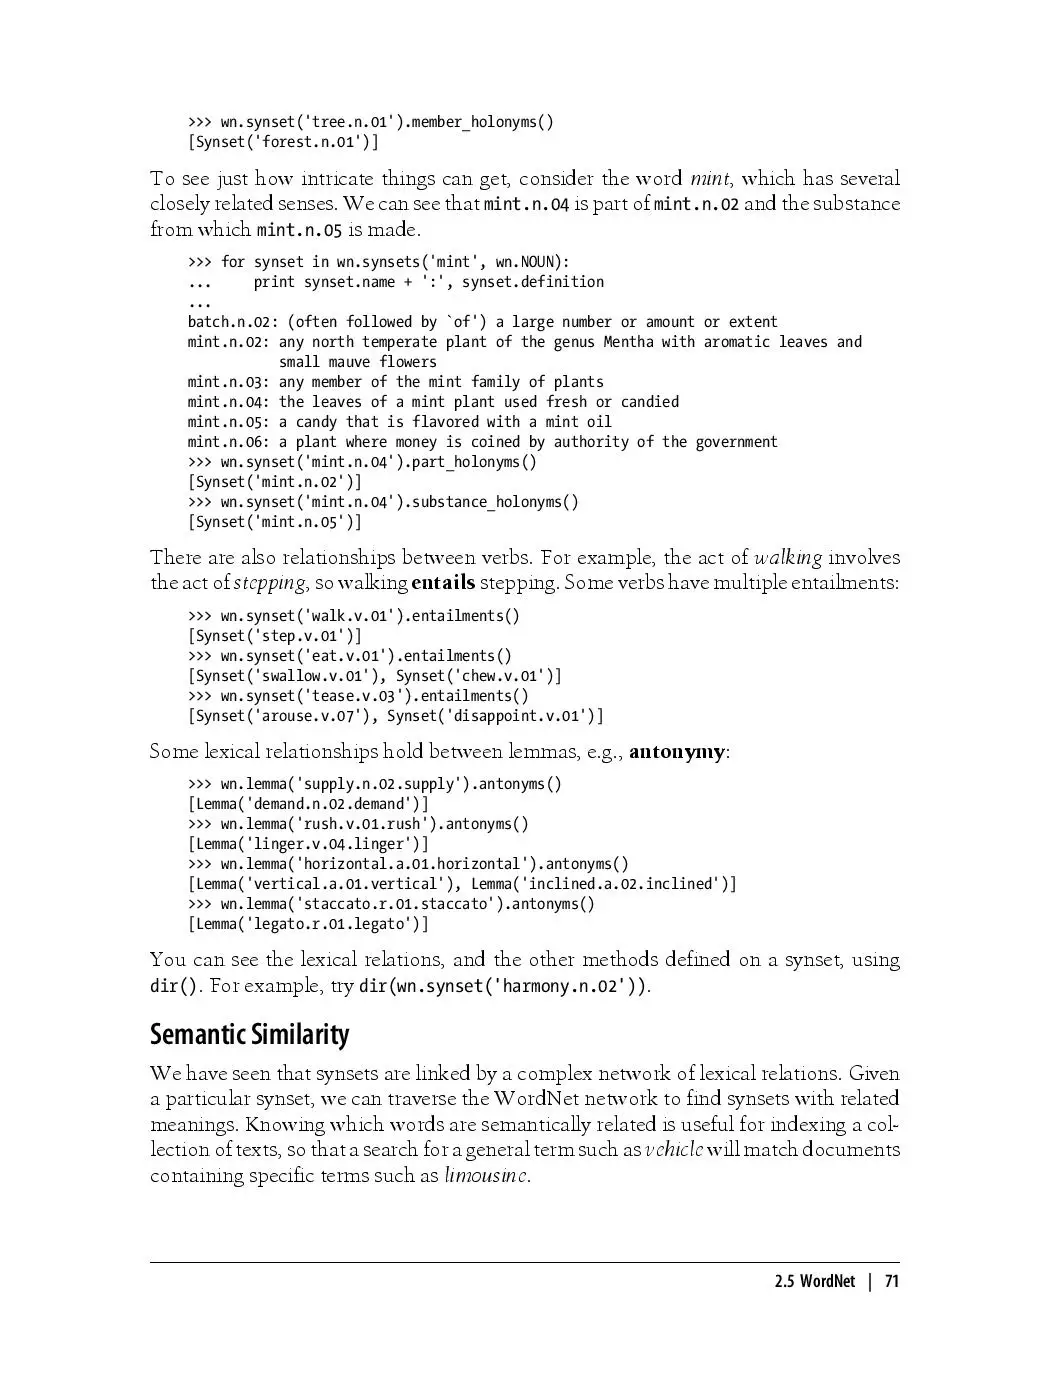 >>> wn.synset('tree.n.01').member_holonyms()
[Synset('forest.n.01')]
To see just how intricate things can get, consider the word mint, which has several
closely related senses. We can see that mint.n.04 is part of mint.n.02 and the substance
from which mint.n.05 is made.
>>> for synset in wn.synsets('mint', wn.NOUN):
...     print synset.name + ':', synset.definition
...
batch.n.02: (often followed by `of') a large number or amount or extent
mint.n.02: any north temperate plant of the genus Mentha with aromatic leaves and
           small mauve flowers
mint.n.03: any member of the mint family of plants
mint.n.04: the leaves of a mint plant used fresh or candied
mint.n.05: a candy that is flavored with a mint oil
mint.n.06: a plant where money is coined by authority of the government
>>> wn.synset('mint.n.04').part_holonyms()
[Synset('mint.n.02')]
>>> wn.synset('mint.n.04').substance_holonyms()
[Synset('mint.n.05')]
There are also relationships between verbs. For example, the act of walking involves
the act of stepping, so walking entails stepping. Some verbs have multiple entailments:
>>> wn.synset('walk.v.01').entailments()
[Synset('step.v.01')]
>>> wn.synset('eat.v.01').entailments()
[Synset('swallow.v.01'), Synset('chew.v.01')]
>>> wn.synset('tease.v.03').entailments()
[Synset('arouse.v.07'), Synset('disappoint.v.01')]
Some lexical relationships hold between lemmas, e.g., antonymy:
>>> wn.lemma('supply.n.02.supply').antonyms()
[Lemma('demand.n.02.demand')]
>>> wn.lemma('rush.v.01.rush').antonyms()
[Lemma('linger.v.04.linger')]
>>> wn.lemma('horizontal.a.01.horizontal').antonyms()
[Lemma('vertical.a.01.vertical'), Lemma('inclined.a.02.inclined')]
>>> wn.lemma('staccato.r.01.staccato').antonyms()
[Lemma('legato.r.01.legato')]
You can see the lexical relations, and the other methods defined on a synset, using
dir(). For example, try dir(wn.synset('harmony.n.02')).
Semantic Similarity
We have seen that synsets are linked by a complex network of lexical relations. Given
a particular synset, we can traverse the WordNet network to find synsets with related
meanings. Knowing which words are semantically related is useful for indexing a col-
lection of texts, so that a search for a general term such as vehicle will match documents
containing specific terms such as limousine.
2.5 WordNet | 71